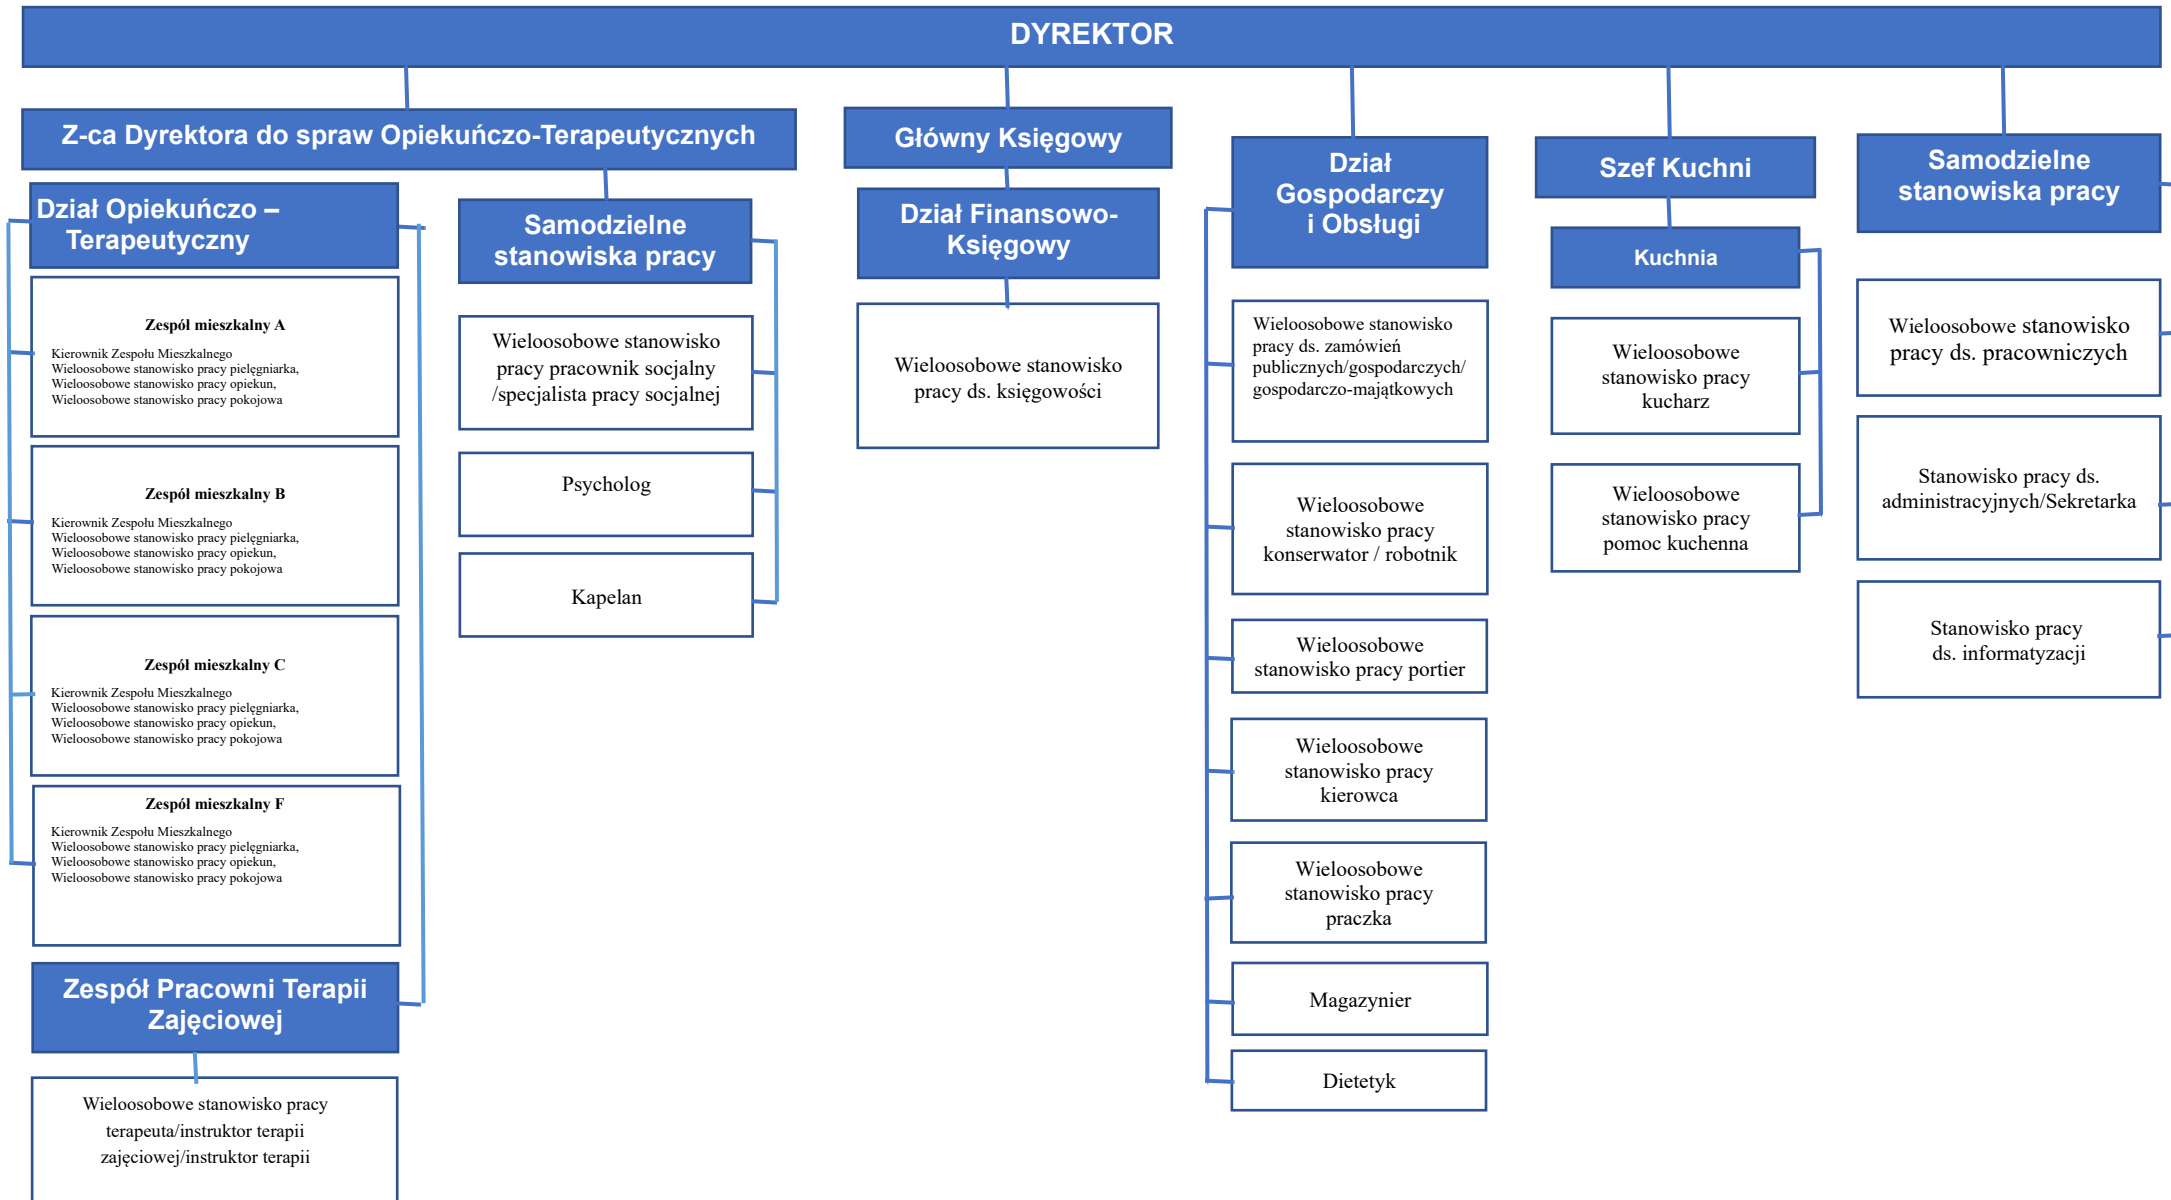 DYREKTOR
Z-ca Dyrektora do spraw Opiekuńczo-Terapeutycznych
Dział Opiekuńczo –
Terapeutyczny
Zespół mieszkalny A
Kierownik Zespołu Mieszkalnego
Wieloosobowe stanowisko pracy pielęgniarka,
Wieloosobowe stanowisko pracy opiekun,
Wieloosobowe stanowisko pracy pokojowa
Zespół mieszkalny B
Kierownik Zespołu Mieszkalnego
Wieloosobowe stanowisko pracy pielęgniarka,
Wieloosobowe stanowisko pracy opiekun,
Wieloosobowe stanowisko pracy pokojowa
Zespół mieszkalny C
Kierownik Zespołu Mieszkalnego
Wieloosobowe stanowisko pracy pielęgniarka,
Wieloosobowe stanowisko pracy opiekun,
Wieloosobowe stanowisko pracy pokojowa
Zespół mieszkalny F
Kierownik Zespołu Mieszkalnego
Wieloosobowe stanowisko pracy pielęgniarka,
Wieloosobowe stanowisko pracy opiekun,
Wieloosobowe stanowisko pracy pokojowa
Zespół Pracowni Terapii
Zajęciowej
Wieloosobowe stanowisko pracy
terapeuta/instruktor terapii
zajęciowej/instruktor terapii
Samodzielne
stanowiska pracy
Wieloosobowe stanowisko
pracy pracownik socjalny
/specjalista pracy socjalnej
Psycholog
Kapelan
Główny Księgowy
Dział Finansowo-
Księgowy
Wieloosobowe stanowisko
pracy ds. księgowości
Dział
Gospodarczy
i Obsługi
Wieloosobowe stanowisko
pracy ds. zamówień
publicznych/gospodarczych/
gospodarczo-majątkowych
Wieloosobowe
stanowisko pracy
konserwator / robotnik
Wieloosobowe
stanowisko pracy portier
Wieloosobowe
stanowisko pracy
kierowca
Wieloosobowe
stanowisko pracy
praczka
Magazynier
Dietetyk
Szef Kuchni
Kuchnia
Wieloosobowe
stanowisko pracy
kucharz
Wieloosobowe
stanowisko pracy
pomoc kuchenna
Samodzielne
stanowiska pracy
Wieloosobowe stanowisko
pracy ds. pracowniczych
Stanowisko pracy ds.
administracyjnych/Sekretarka
Stanowisko pracy
ds. informatyzacji